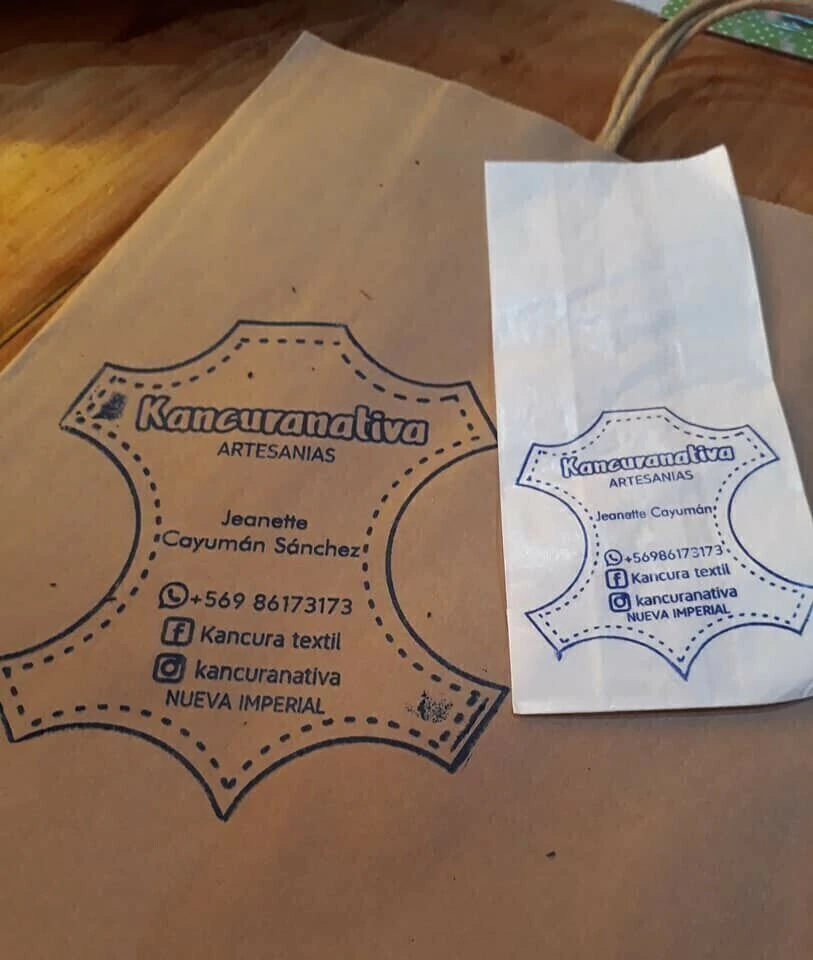 Kancuranativa
ARTESANIAS
Jeanette
Cayumán Sánchez
+569 86173173
Kancura textil
kancuranativa
NUEVA IMPERIAL
Kancuranativa
ARTESANIAS
Jeanette Cayumán
+56986173173
Kancura textil
kancuranativa
NUEVA IMPERIAL